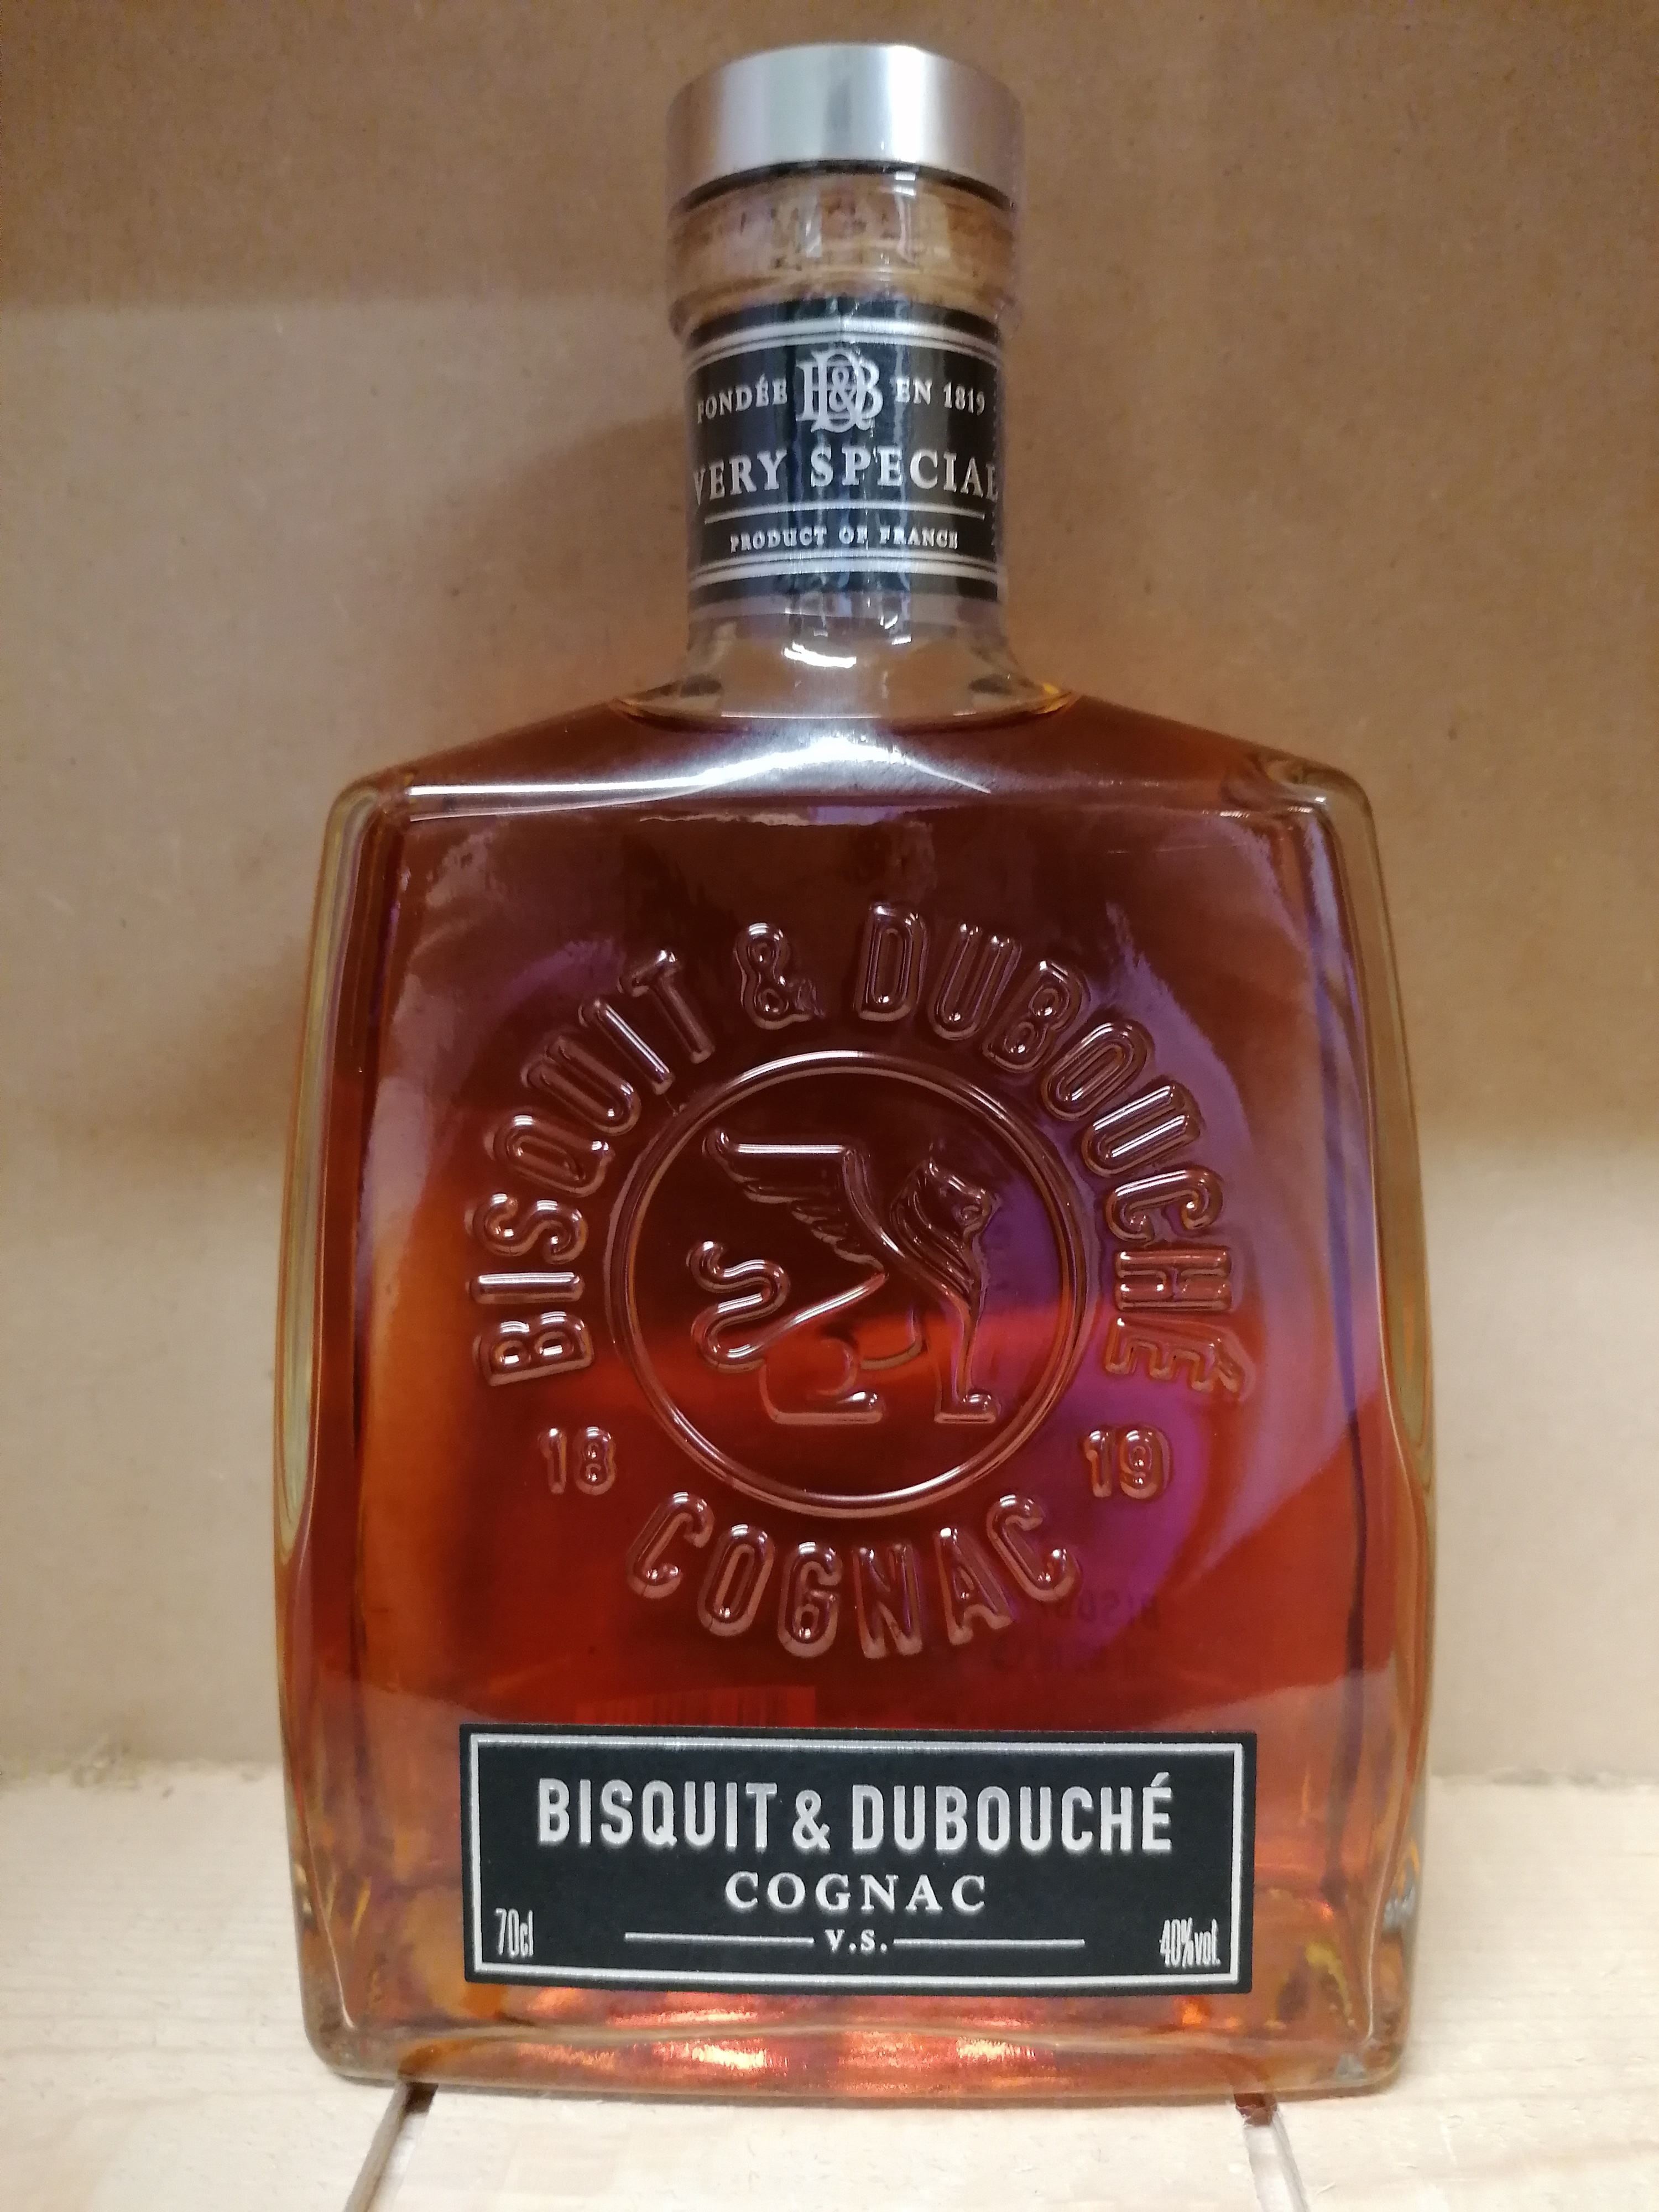 FONDÉE B&D EN 1819
VERY SPECIAL
PRODUCT OF FRANCE
BISQUIT & DUBOUCHÉ
18 19
COGNAC
BISQUIT & DUBOUCHÉ
COGNAC
70cl V.S. 40%vol.